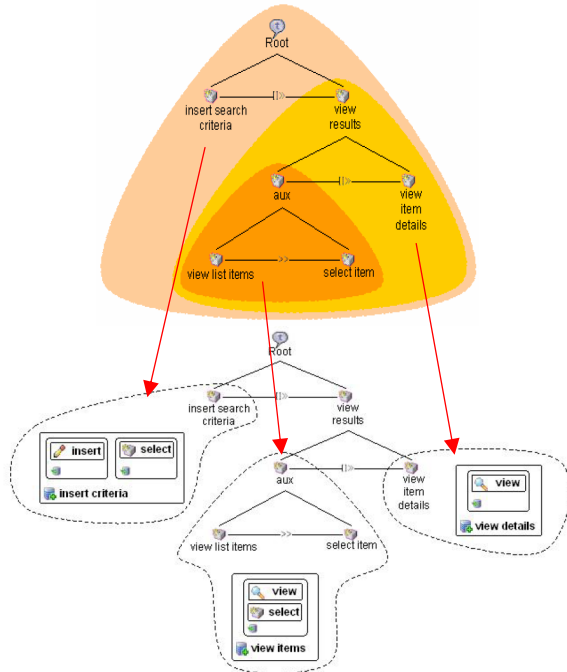 Root
insert search
criteria
[]>>
view
results
aux
[]>>
view
item
details
view list items
>>
select item
Root
insert search
criteria
[]>>
view
results
insert
select
insert criteria
aux
[]>>
view
item
details
view
view details
view list items
>>
select item
view
select
view items